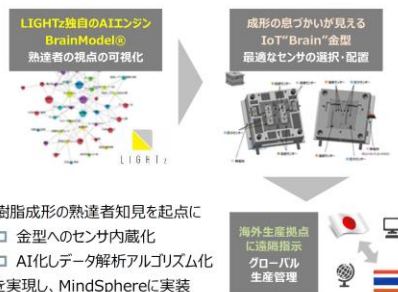 LIGHTz独自のAIエンジン
BrainModel®
熟達者の視点の可視化
成形の息づかいが見える
IoT"Brain"金型
最適なセンサの選択・配置
LIGHTz
樹脂成形の熟達者知見を起点に
金型へのセンサ内蔵化
AI化しデータ解析アルゴリズム化
を実現し、MindSphereに実装
海外生産拠点
に遠隔指示
グローバル
生産管理